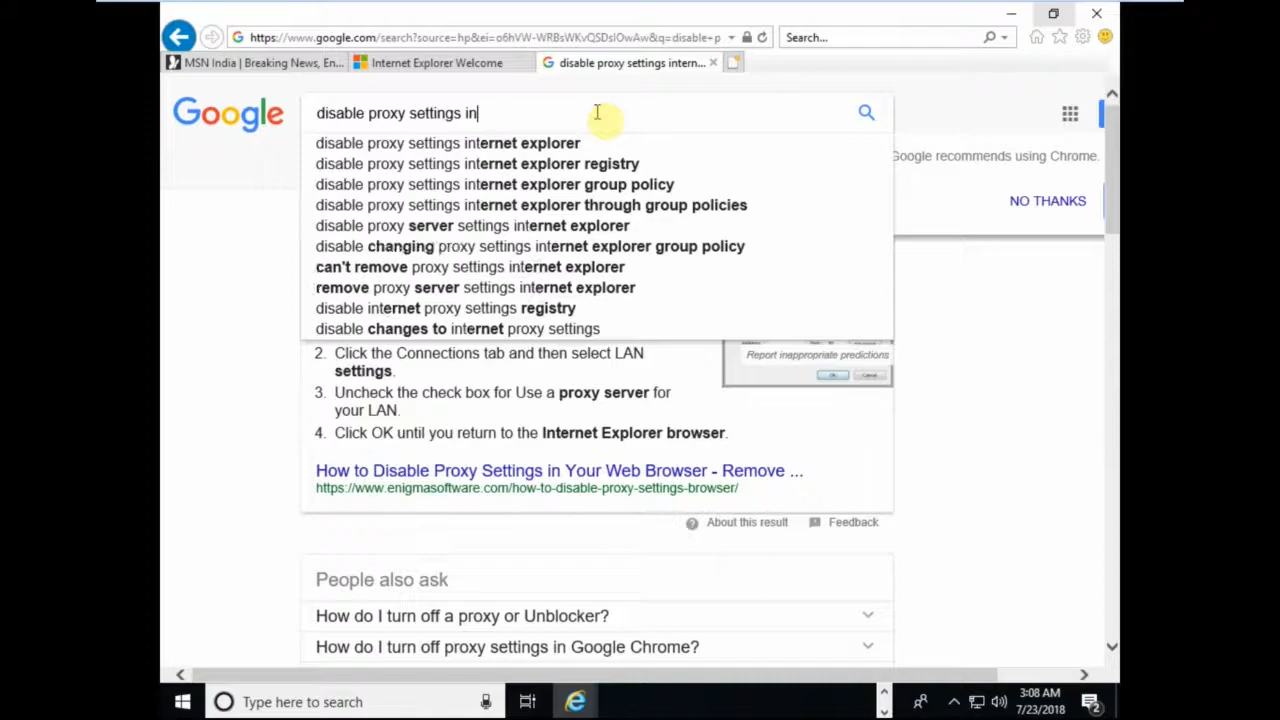 https://www.google.com/search?source=hp&ei=o6hVW-WRBsWKvQSDsIOwAw&q=disable+p
Search...
MSN India | Breaking News, En...
Internet Explorer Welcome
disable proxy settings intern...
Google
disable proxy settings in
disable proxy settings internet explorer
disable proxy settings internet explorer registry
disable proxy settings internet explorer group policy
disable proxy settings internet explorer through group policies
disable proxy server settings internet explorer
disable changing proxy settings internet explorer group policy
can't remove proxy settings internet explorer
remove proxy server settings internet explorer
disable internet proxy settings registry
disable changes to internet proxy settings
Google recommends using Chrome.
NO THANKS
Report inappropriate predictions
2. Click the Connections tab and then select LAN
settings.
3. Uncheck the check box for Use a proxy server for
your LAN.
4. Click OK until you return to the Internet Explorer browser.
How to Disable Proxy Settings in Your Web Browser - Remove ...
https://www.enigmasoftware.com/how-to-disable-proxy-settings-browser/
About this result
Feedback
People also ask
How do I turn off a proxy or Unblocker?
How do I turn off proxy settings in Google Chrome?
Type here to search
3:08 AM
7/23/2018
2